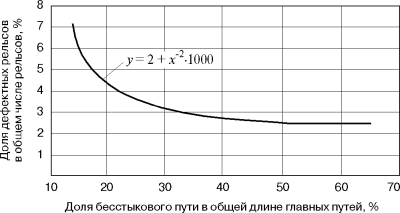 Доля дефектных рельсов
в общем числе рельсов, %
8
7
6
5
4
3
2
1
y = 2 + x⁻²·1000
10 20 30 40 50 60 70
Доля бесстыкового пути в общей длине главных путей, %